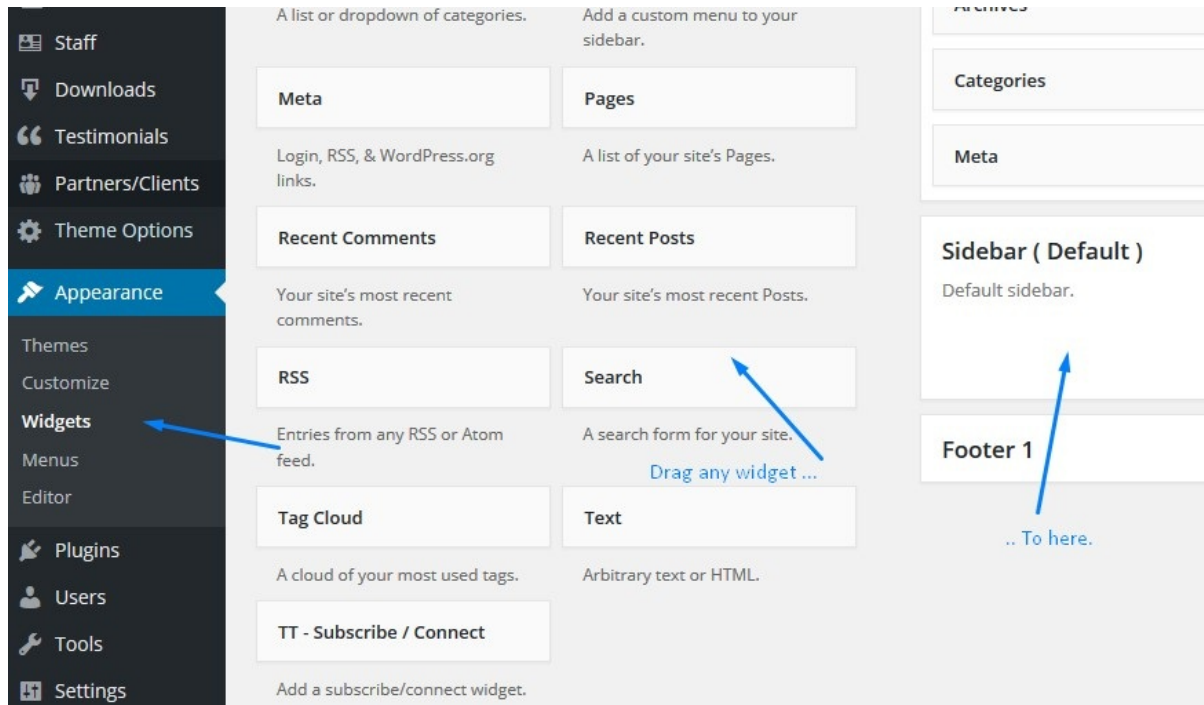 Staff
Downloads
Testimonials
Partners/Clients
Theme Options
Appearance
Themes
Customize
Widgets
Menus
Editor
Plugins
Users
Tools
Settings
A list or dropdown of categories.
Add a custom menu to your
sidebar.
Meta
Login, RSS, & WordPress.org
links.
Pages
A list of your site's Pages.
Recent Comments
Your site's most recent
comments.
Recent Posts
Your site's most recent Posts.
RSS
Entries from any RSS or Atom
feed.
Search
A search form for your site.
Drag any widget ...
Tag Cloud
A cloud of your most used tags.
Text
Arbitrary text or HTML.
TT - Subscribe / Connect
Add a subscribe/connect widget.
Archives
Categories
Meta
Sidebar ( Default )
Default sidebar.
Footer 1
.. To here.